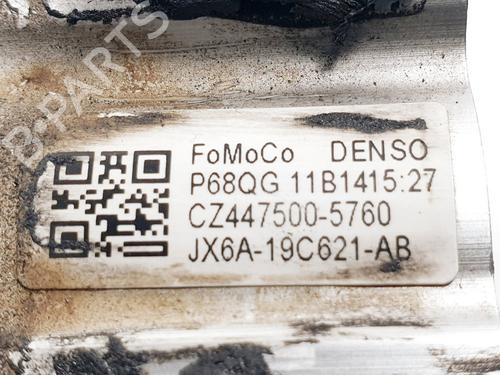 B-PARTS
FoMoCo DENSO
P68QG 11B1415:27
CZ447500-5760
JX6A-19C621-AB